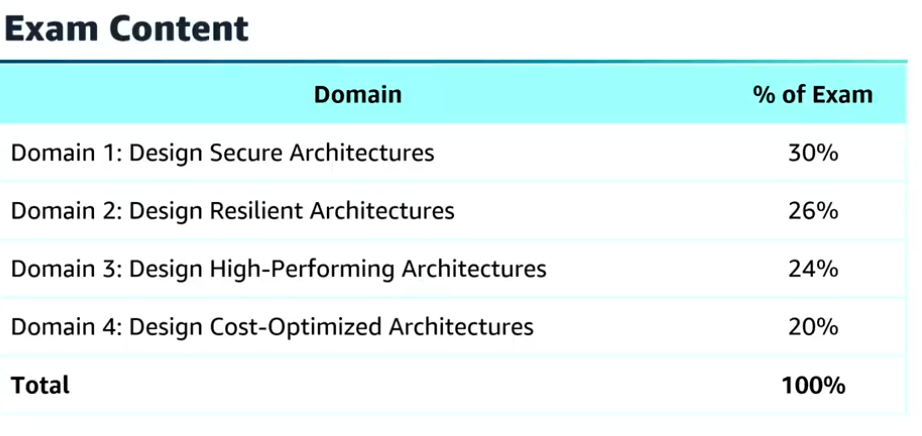 Exam Content
Domain % of Exam
Domain 1: Design Secure Architectures 30%
Domain 2: Design Resilient Architectures 26%
Domain 3: Design High-Performing Architectures 24%
Domain 4: Design Cost-Optimized Architectures 20%
Total 100%